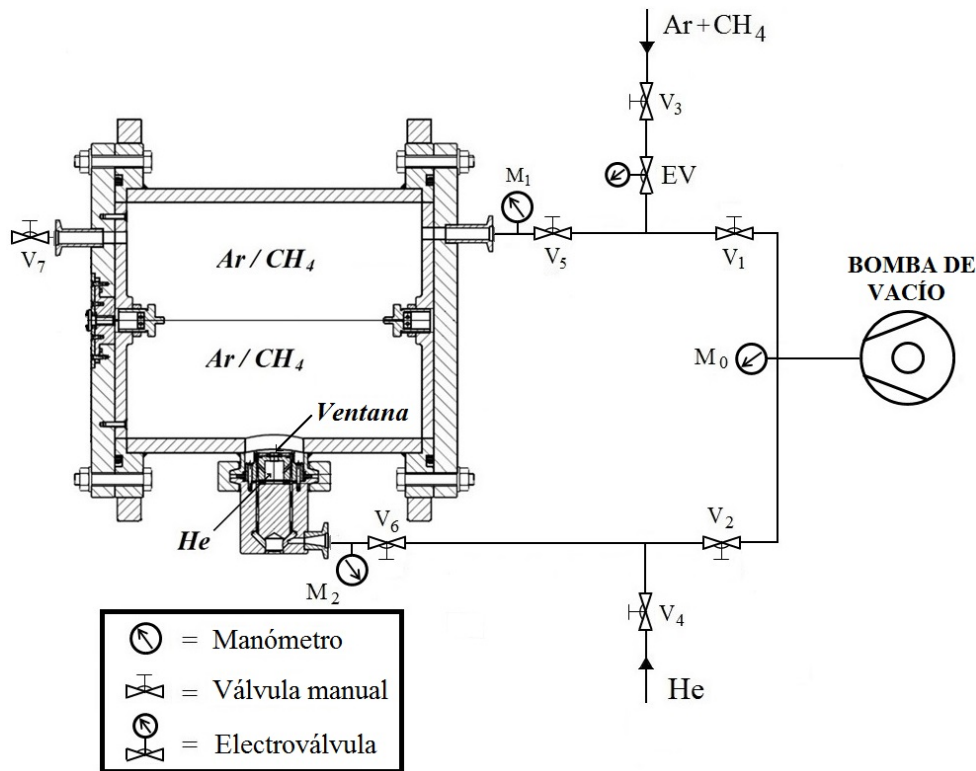 Ar+CH4
V3
EV
M1
V5
V1
V7
Ar / CH4
BOMBA DE
VACÍO
M0
Ar / CH4
Ventana
He
V6
V2
M2
V4
He
= Manómetro
= Válvula manual
= Electroválvula